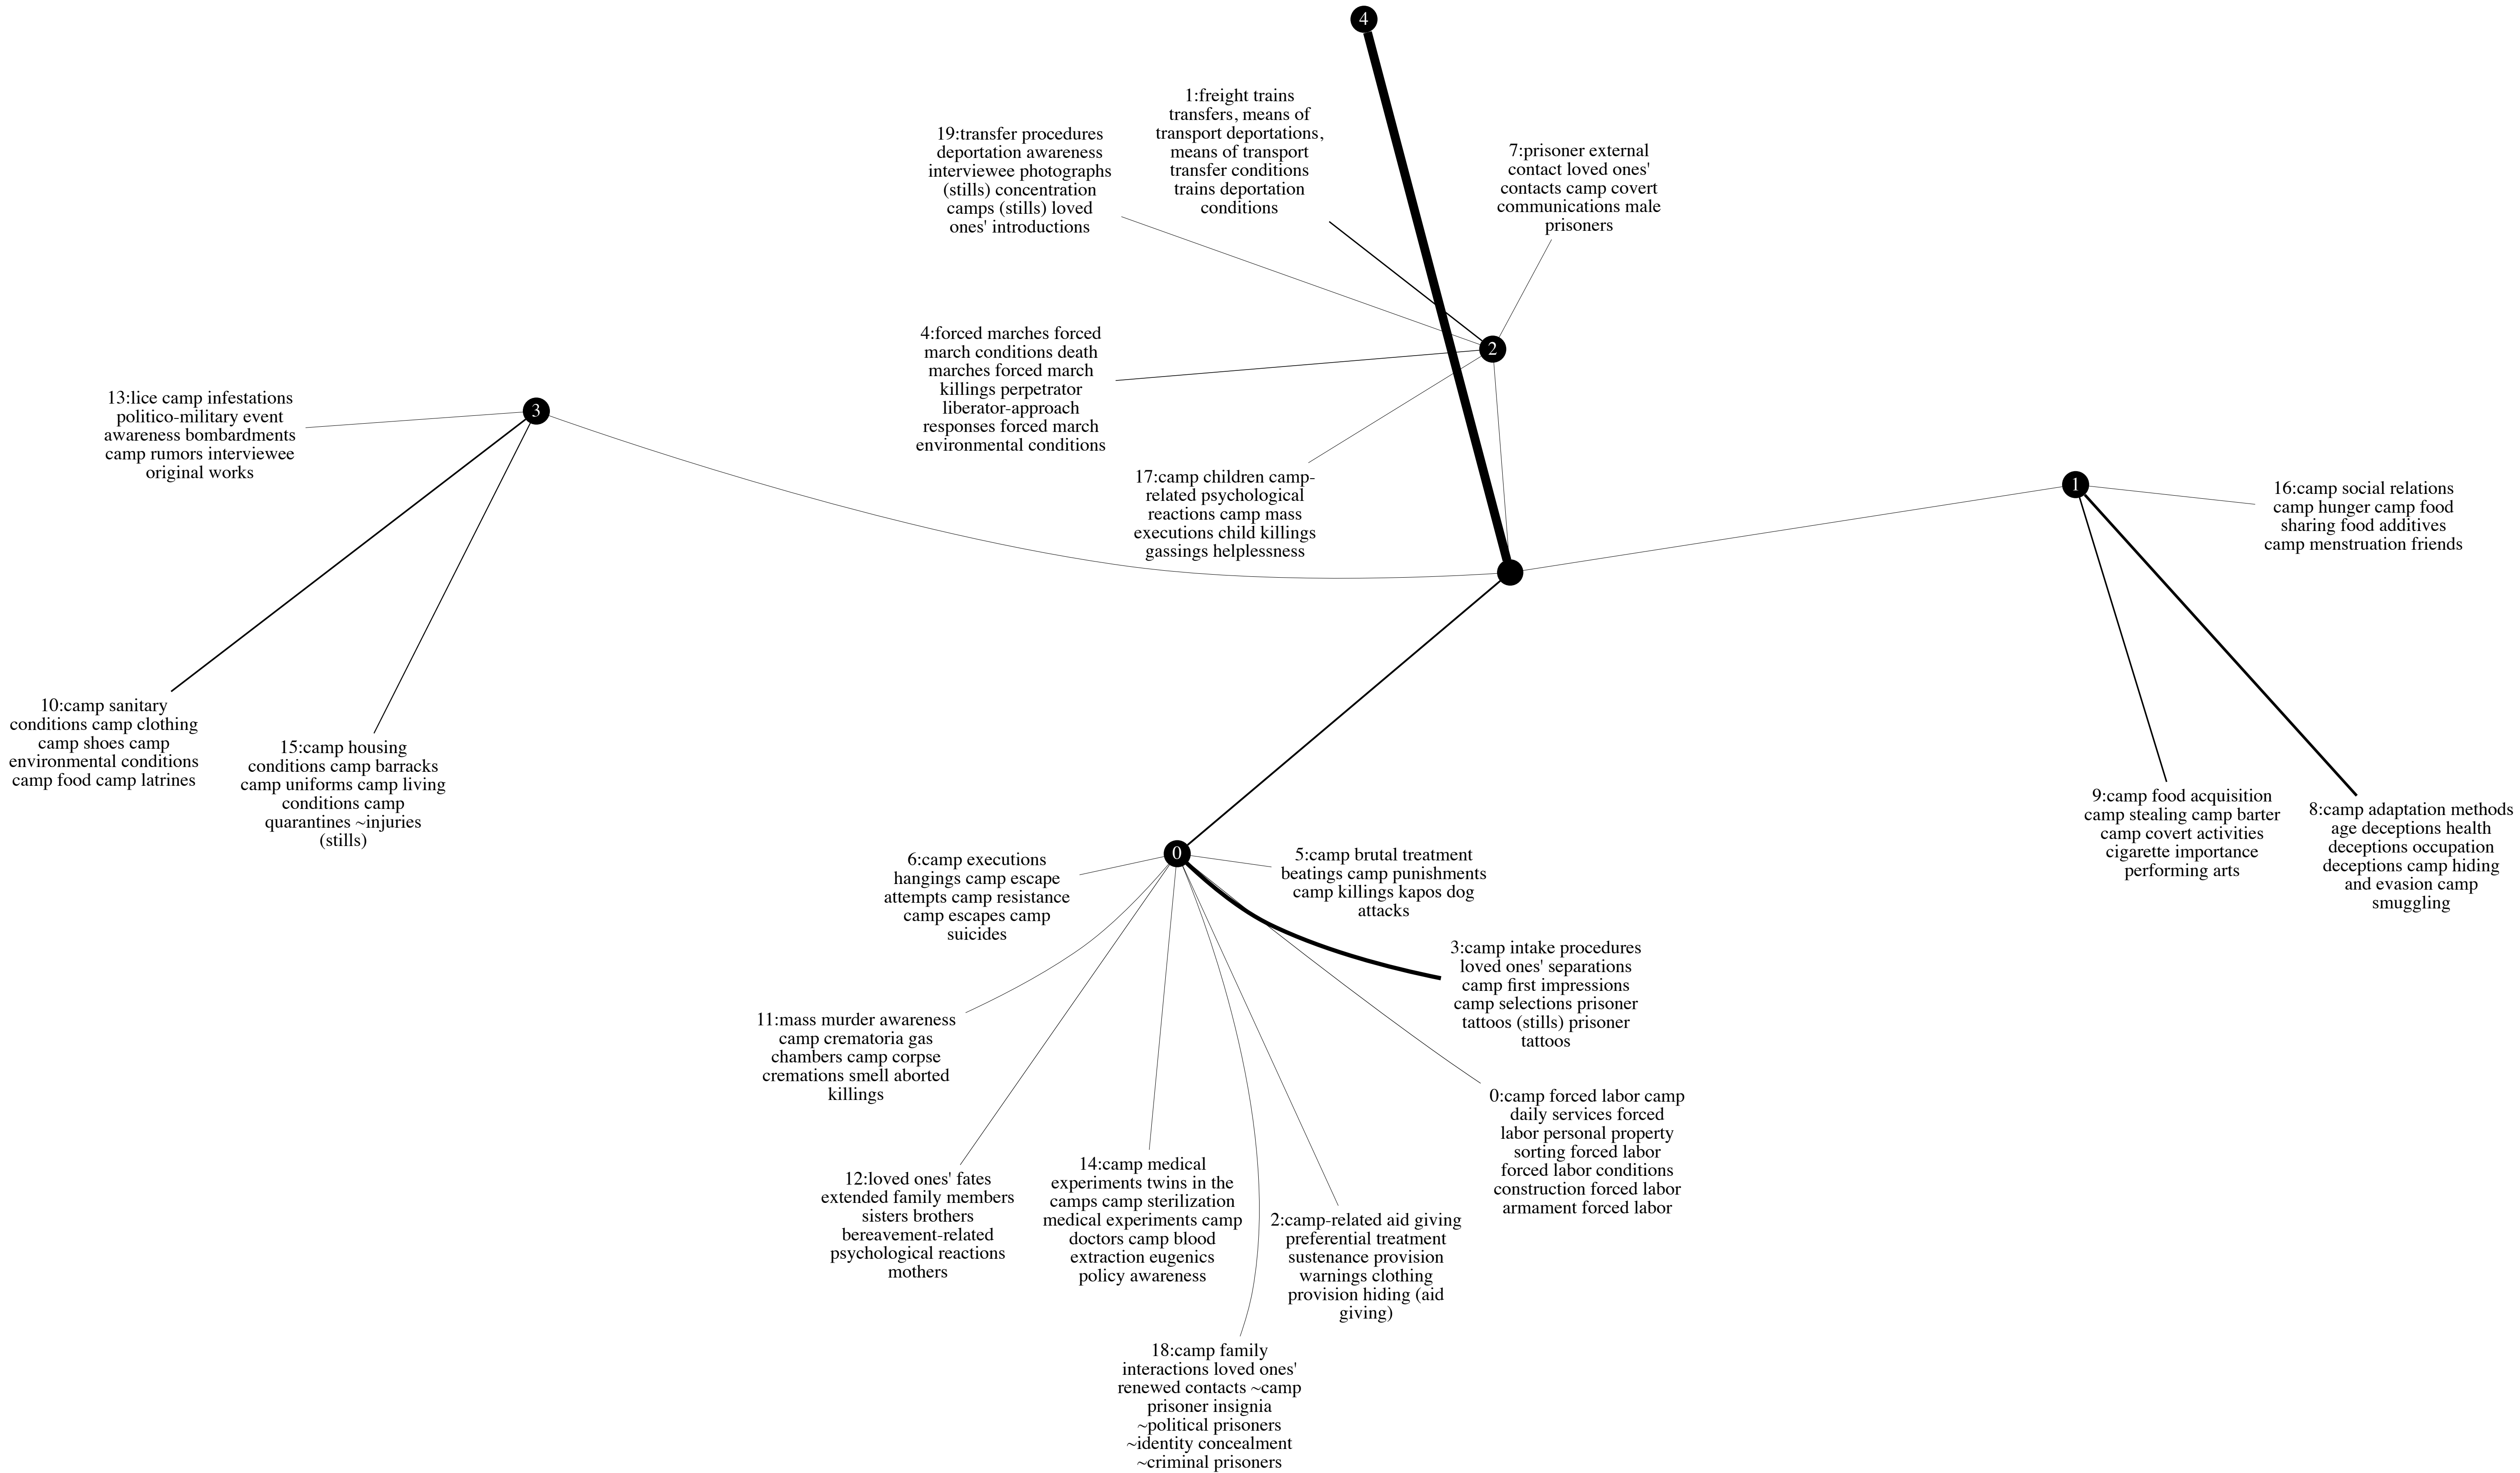 4
1:freight trains
transfers, means of
transport deportations,
means of transport
transfer conditions
trains deportation
conditions
19:transfer procedures
deportation awareness
interviewee photographs
(stills) concentration
camps (stills) loved
ones' introductions
7:prisoner external
contact loved ones'
contacts camp covert
communications male
prisoners
2
4:forced marches forced
march conditions death
marches forced march
killings perpetrator
liberator-approach
responses forced march
environmental conditions
17:camp children camp-
related psychological
reactions camp mass
executions child killings
gassings helplessness
13:lice camp infestations
politico-military event
awareness bombardments
camp rumors interviewee
original works
3
1
16:camp social relations
camp hunger camp food
sharing food additives
camp menstruation friends
10:camp sanitary
conditions camp clothing
camp shoes camp
environmental conditions
camp food camp latrines
15:camp housing
conditions camp barracks
camp uniforms camp living
conditions camp
quarantines ~injuries
(stills)
9:camp food acquisition
camp stealing camp barter
camp covert activities
cigarette importance
performing arts
8:camp adaptation methods
age deceptions health
deceptions occupation
deceptions camp hiding
and evasion camp
smuggling
0
6:camp executions
hangings camp escape
attempts camp resistance
camp escapes camp
suicides
5:camp brutal treatment
beatings camp punishments
camp killings kapos dog
attacks
3:camp intake procedures
loved ones' separations
camp first impressions
camp selections prisoner
tattoos (stills) prisoner
tattoos
11:mass murder awareness
camp crematoria gas
chambers camp corpse
cremations smell aborted
killings
0:camp forced labor camp
daily services forced
labor personal property
sorting forced labor
forced labor conditions
construction forced labor
armament forced labor
12:loved ones' fates
extended family members
sisters brothers
bereavement-related
psychological reactions
mothers
14:camp medical
experiments twins in the
camps camp sterilization
medical experiments camp
doctors camp blood
extraction eugenics
policy awareness
2:camp-related aid giving
preferential treatment
sustenance provision
warnings clothing
provision hiding (aid
giving)
18:camp family
interactions loved ones'
renewed contacts ~camp
prisoner insignia
~political prisoners
~identity concealment
~criminal prisoners